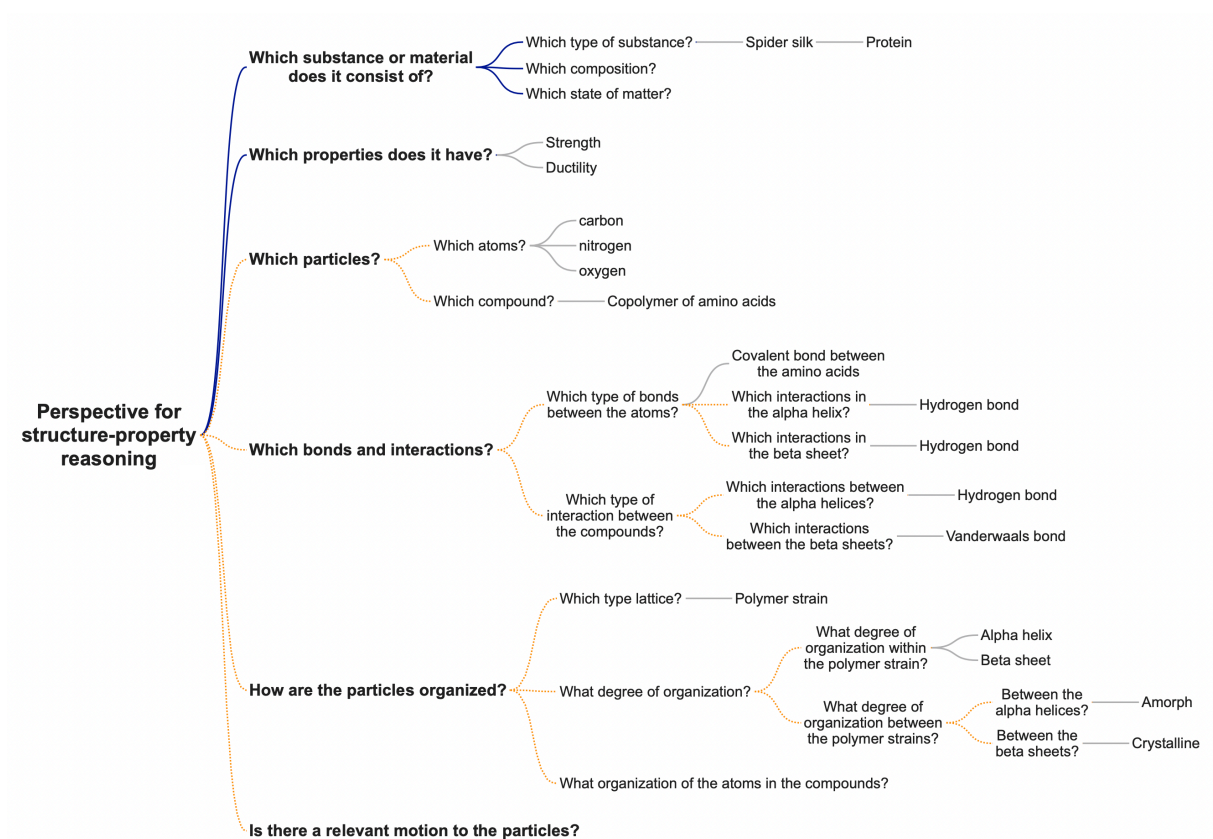 Perspective for
structure-property
reasoning
Which substance or material
does it consist of?
Which type of substance?
Spider silk
Protein
Which composition?
Which state of matter?
Which properties does it have?
Strength
Ductility
Which particles?
Which atoms?
carbon
nitrogen
oxygen
Which compound?
Copolymer of amino acids
Which bonds and interactions?
Which type of bonds
between the atoms?
Covalent bond between
the amino acids
Which interactions in
the alpha helix?
Hydrogen bond
Which interactions in
the beta sheet?
Hydrogen bond
Which type of
interaction between
the compounds?
Which interactions between
the alpha helices?
Hydrogen bond
Which interactions
between the beta sheets?
Vanderwaals bond
How are the particles organized?
Which type lattice?
Polymer strain
What degree of organization?
What degree of
organization within
the polymer strain?
Alpha helix
Beta sheet
What degree of
organization between
the polymer strains?
Between the
alpha helices?
Amorph
Between the
beta sheets?
Crystalline
What organization of the atoms in the compounds?
Is there a relevant motion to the particles?